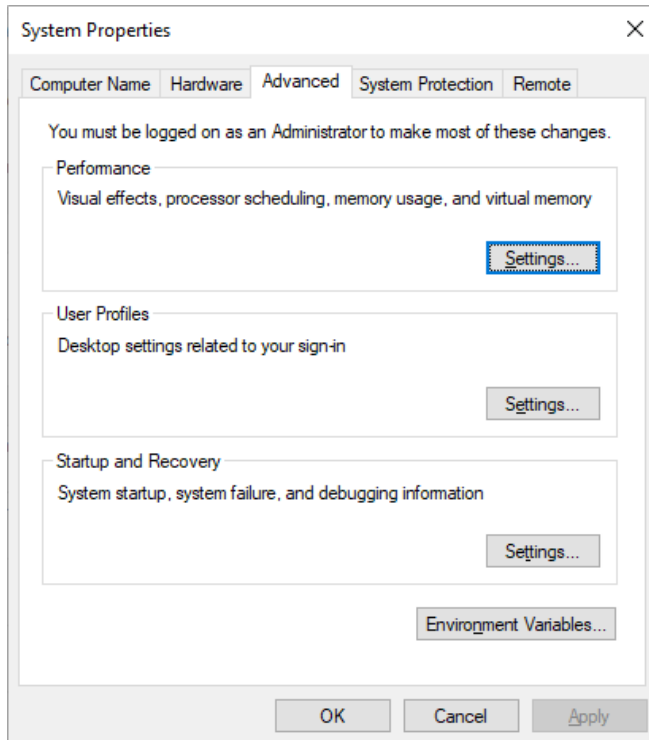 System Properties
Computer Name Hardware Advanced System Protection Remote
You must be logged on as an Administrator to make most of these changes.
Performance
Visual effects, processor scheduling, memory usage, and virtual memory
Settings...
User Profiles
Desktop settings related to your sign-in
Settings...
Startup and Recovery
System startup, system failure, and debugging information
Settings...
Environment Variables...
OK Cancel Apply